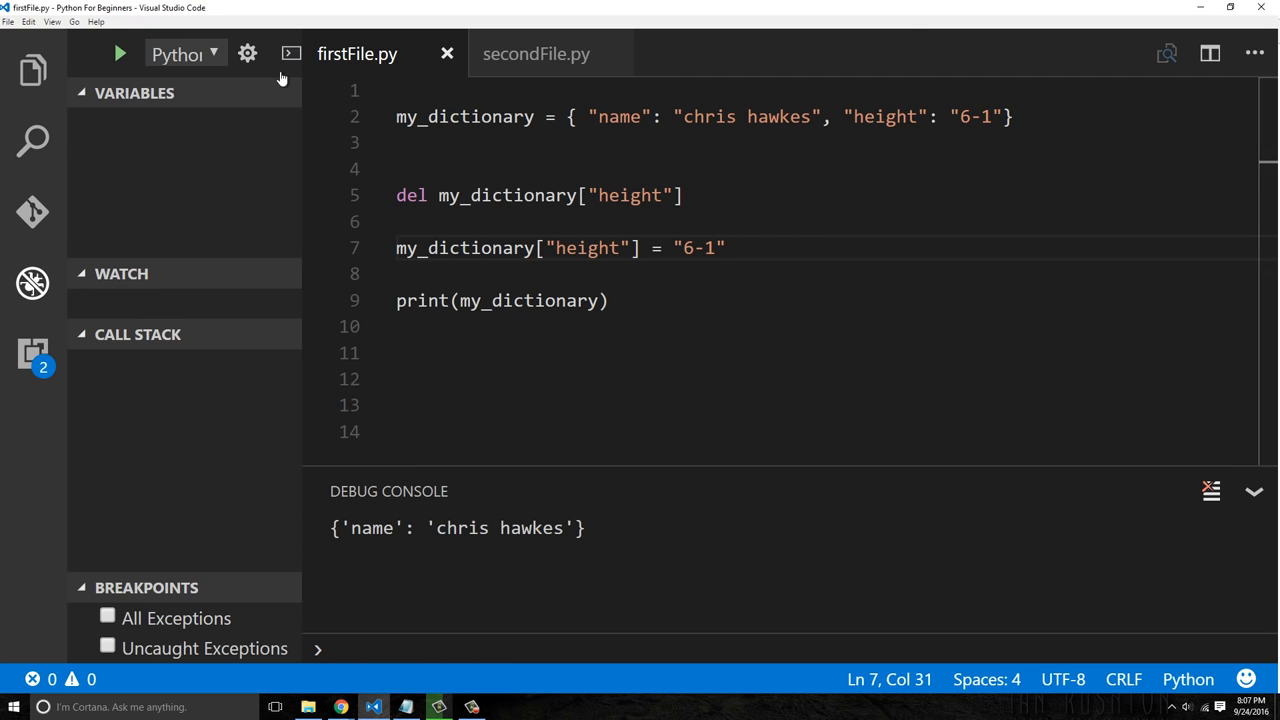 firstFile.py - Python For Beginners - Visual Studio Code
File Edit View Go Help
Python firstFile.py secondFile.py
VARIABLES
WATCH
CALL STACK
BREAKPOINTS
All Exceptions
Uncaught Exceptions
1
2 my_dictionary = { "name": "chris hawkes", "height": "6-1"}
3
4
5 del my_dictionary["height"]
6
7 my_dictionary["height"] = "6-1"
8
9 print(my_dictionary)
10
11
12
13
14
DEBUG CONSOLE
{'name': 'chris hawkes'}
2
0 0 Ln 7, Col 31 Spaces: 4 UTF-8 CRLF Python
I'm Cortana. Ask me anything.
8:07 PM
9/24/2016